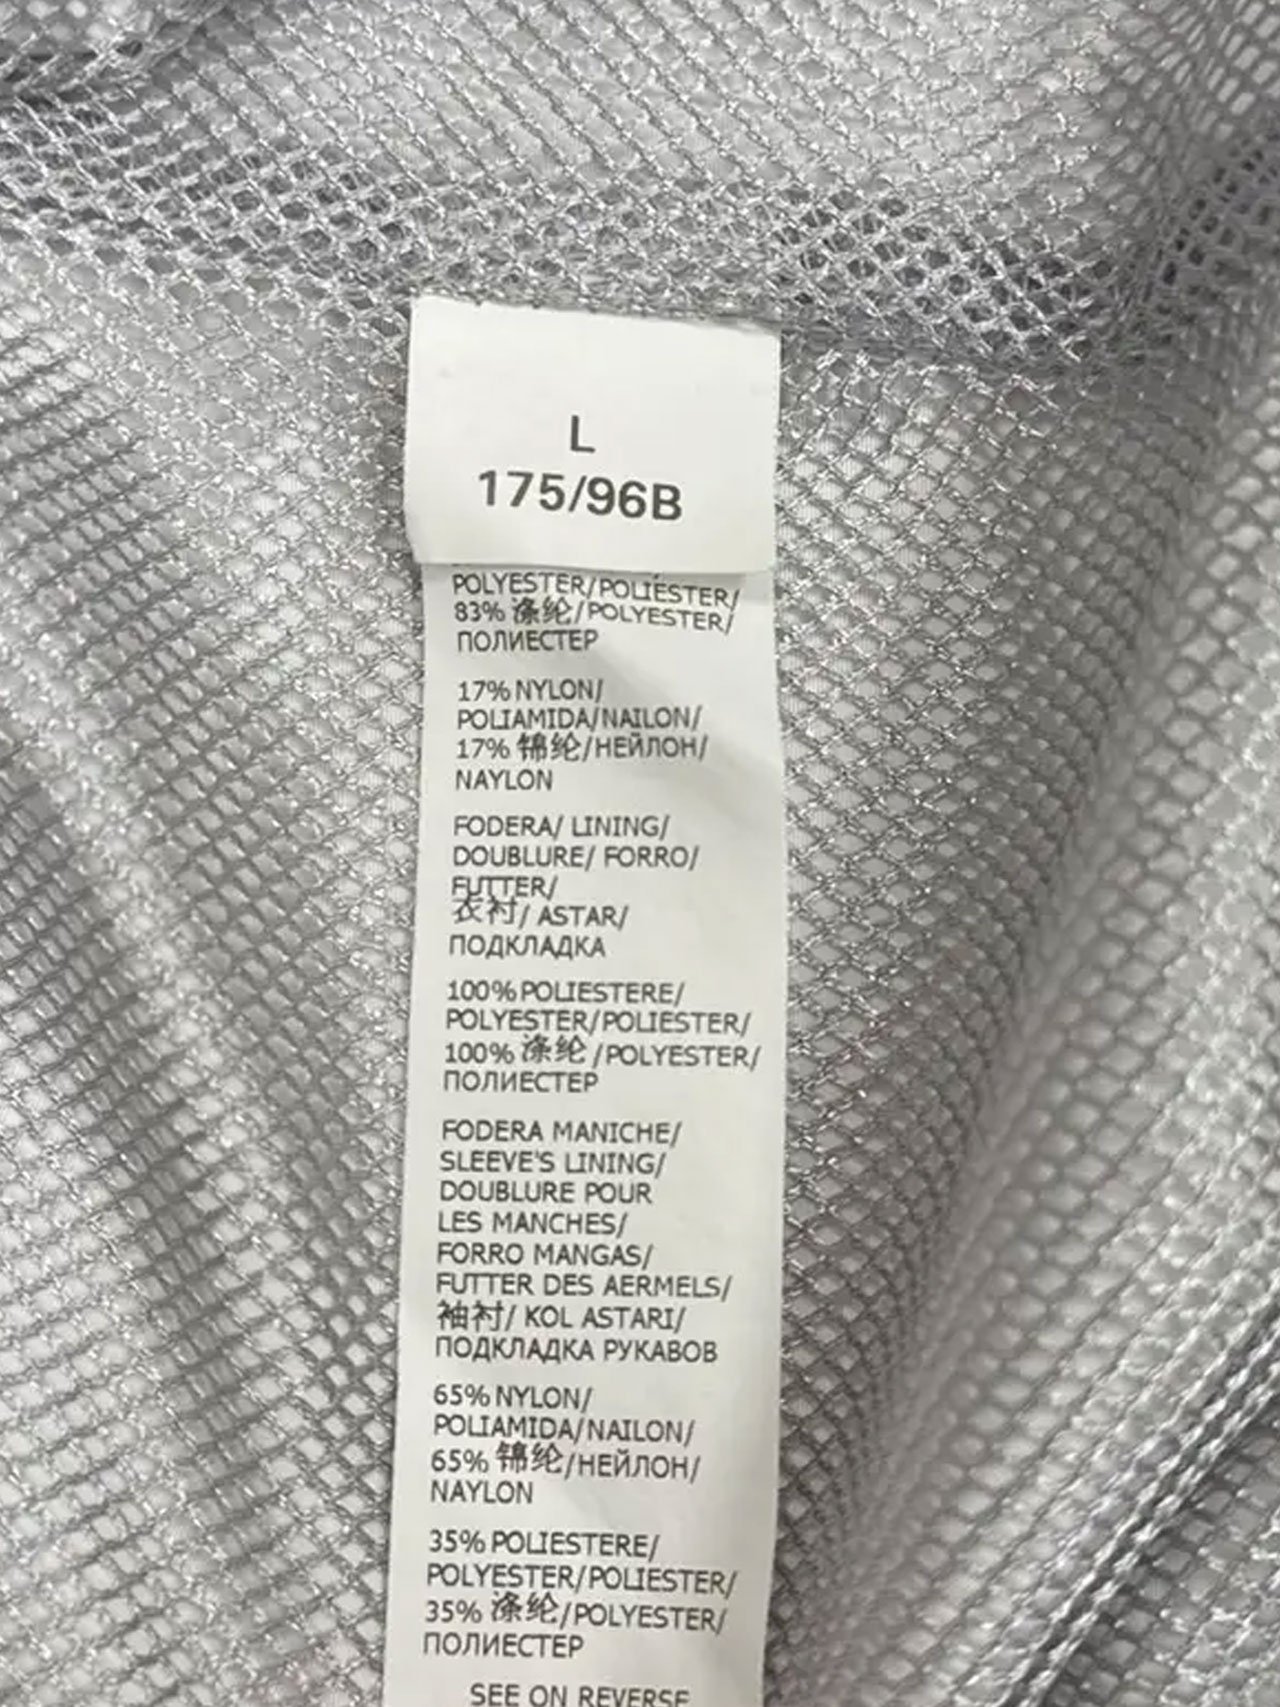 L
175/96B
POLYESTER/POLIESTER/
83% 涤纶/POLYESTER/
ПОЛИЕСТЕР
17% NYLON/
POLIAMIDA/NAILON/
17% 锦纶/НЕЙЛОН/
NAYLON
FODERA/ LINING/
DOUBLURE/ FORRO/
FUTTER/
衣衬/ ASTAR/
ПОДКЛАДКА
100% POLIESTERE/
POLYESTER/POLIESTER/
100% 涤纶 /POLYESTER/
ПОЛИЕСТЕР
FODERA MANICHE/
SLEEVE'S LINING/
DOUBLURE POUR
LES MANCHES/
FORRO MANGAS/
FUTTER DES AERMELS/
袖衬/ KOL ASTARI/
ПОДКЛАДКА РУКАВОВ
65% NYLON/
POLIAMIDA/NAILON/
65% 锦纶/НЕЙЛОН/
NAYLON
35% POLIESTERE/
POLYESTER/POLIESTER/
35% 涤纶/POLYESTER/
ПОЛИЕСТЕР
SEE ON REVERSE